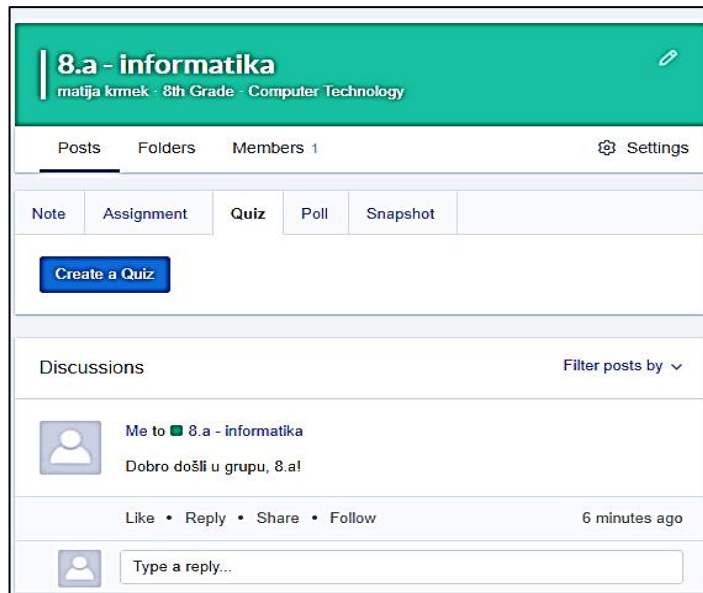 8.a - informatika
matija krmek · 8th Grade · Computer Technology
Posts Folders Members 1 Settings
Note Assignment Quiz Poll Snapshot
Create a Quiz
Discussions Filter posts by
Me to 8.a - informatika
Dobro došli u grupu, 8.a!
Like • Reply • Share • Follow 6 minutes ago
Type a reply...